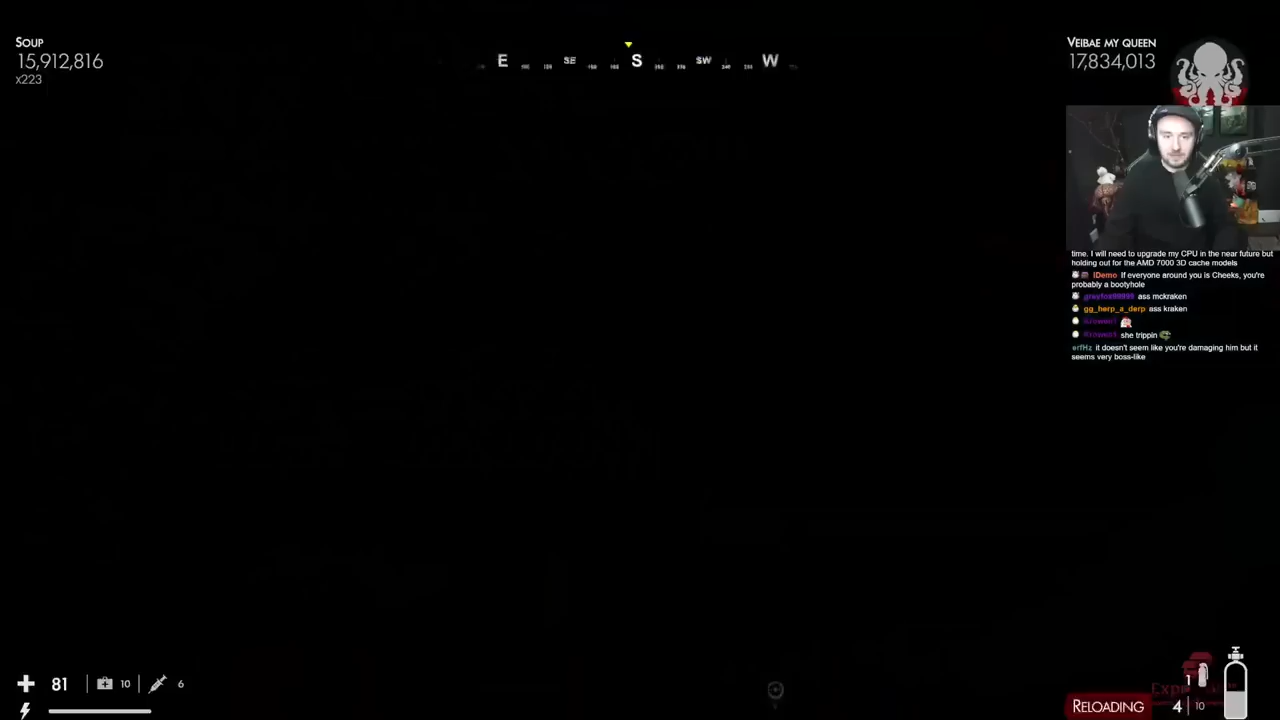 SOUP
15,912,816
x223
E SE S SW W
VEIBAE MY QUEEN
17,834,013
time. I will need to upgrade my CPU in the near future but
holding out for the AMD 7000 3D cache models
IDemo If everyone around you is Cheeks, you're
probably a bootyhole
greyfox99999 ass mckraken
gg_herp_a_derp ass kraken
she trippin
erfHz it doesn't seem like you're damaging him but it
seems very boss-like
81 10 6
1
RELOADING 4 10